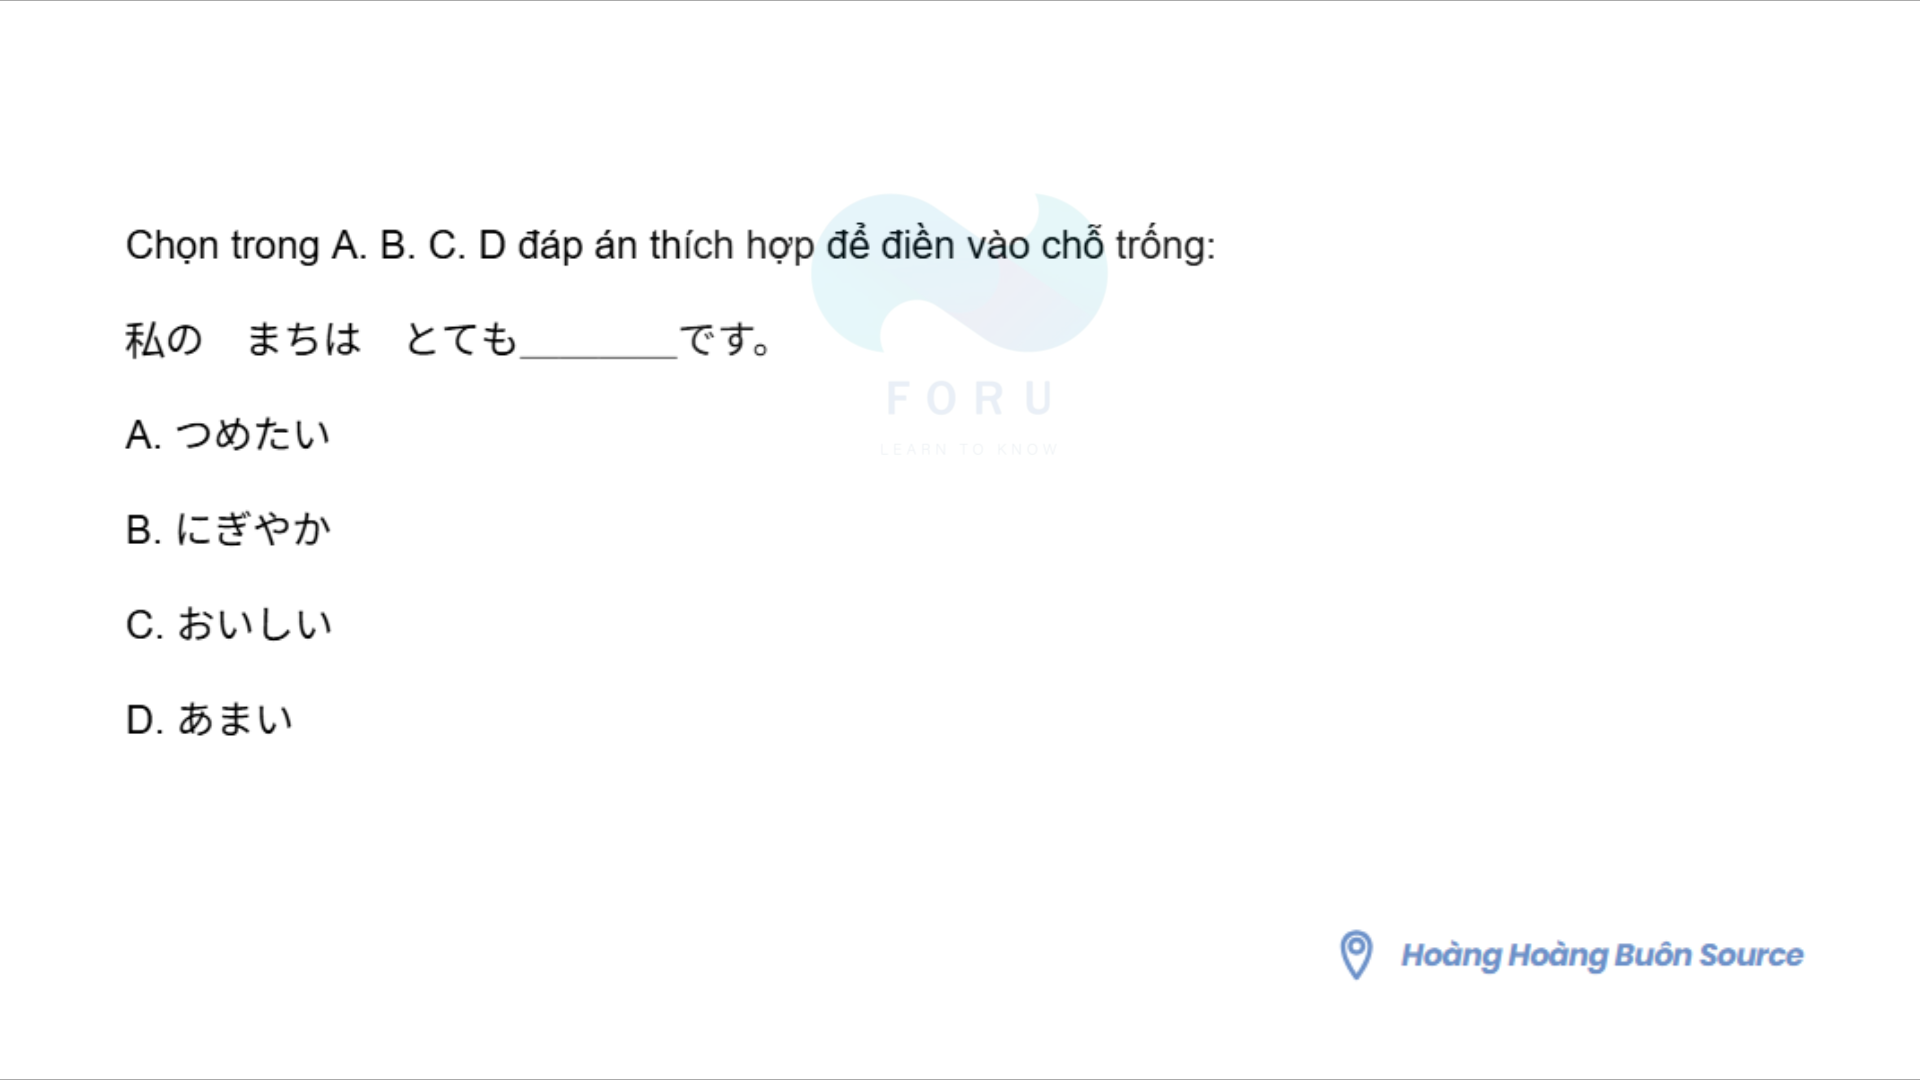 Chọn trong A. B. C. D đáp án thích hợp để điền vào chỗ trống:
私の　まちは　とても________です。
A. つめたい
B. にぎやか
C. おいしい
D. あまい
FORU
LEARN TO KNOW
Hoàng Hoàng Buôn Source